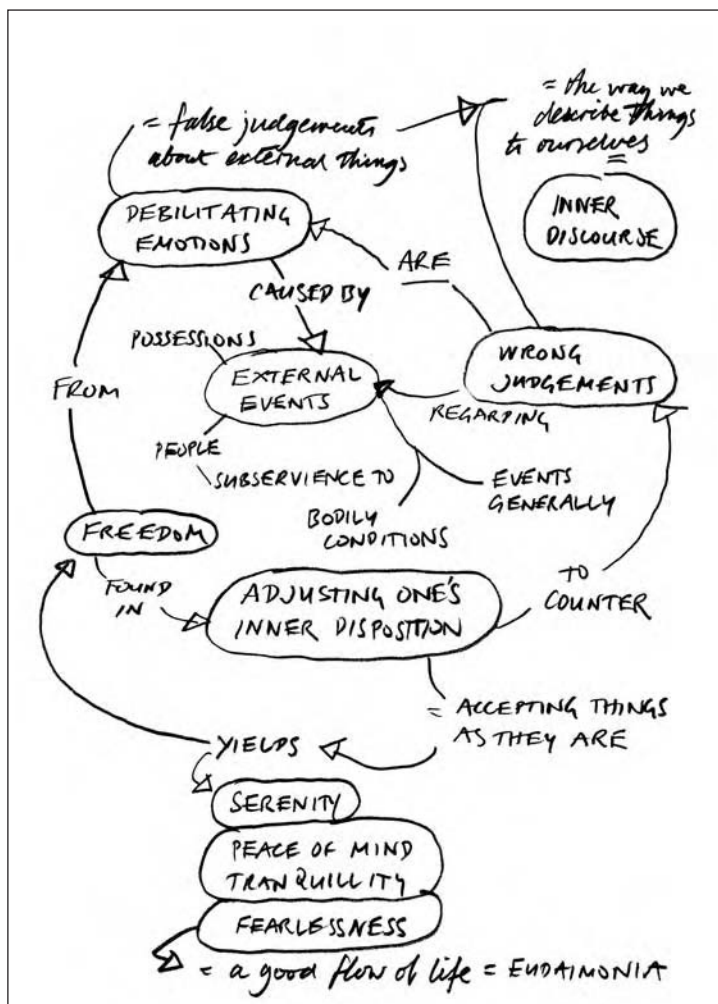 = false judgements
about external things
= the way we
describe things
to ourselves
=
INNER
DISCOURSE
DEBILITATING
EMOTIONS
ARE
CAUSED BY
POSSESSIONS
EXTERNAL
EVENTS
WRONG
JUDGEMENTS
FROM
REGARDING
PEOPLE
SUBSERVIENCE TO
EVENTS
GENERALLY
BODILY
CONDITIONS
FREEDOM
FOUND
IN
ADJUSTING ONE'S
INNER DISPOSITION
TO
COUNTER
= ACCEPTING THINGS
AS THEY ARE
YIELDS
SERENITY
PEACE OF MIND
TRANQUILLITY
FEARLESSNESS
= a good flow of life = EUDAIMONIA